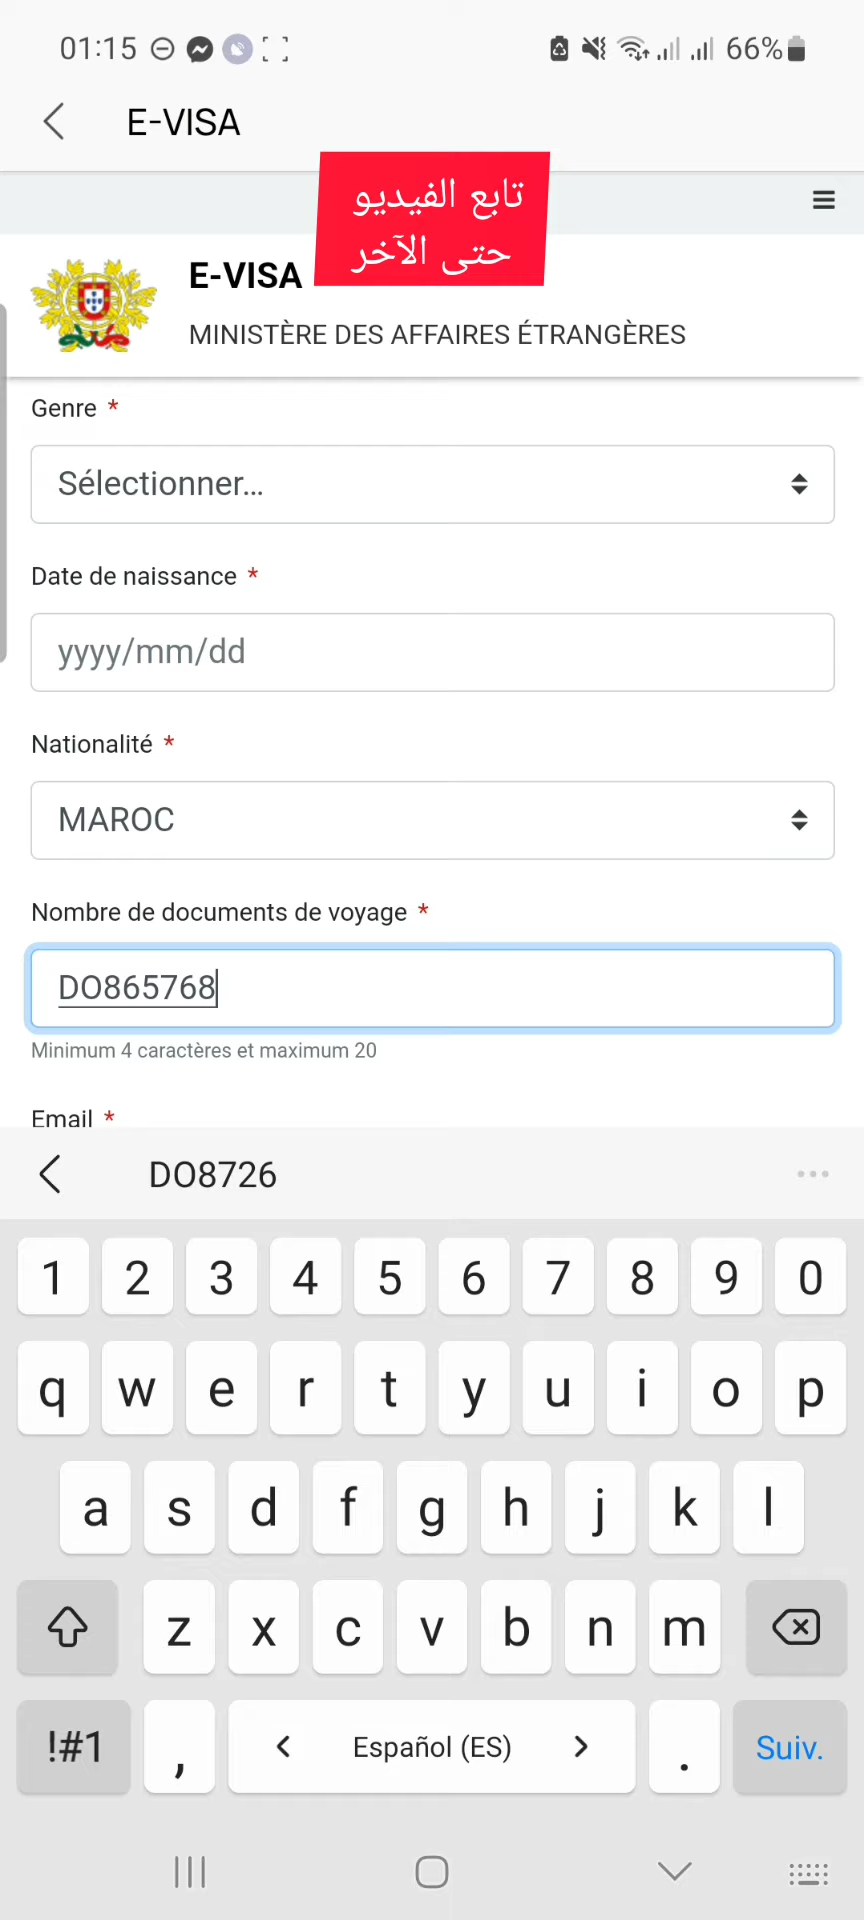 01:15
66%
E-VISA
تابع الفيديو
حتى الآخر
E-VISA
MINISTÈRE DES AFFAIRES ÉTRANGÈRES
Genre *
Sélectionner...
Date de naissance *
yyyy/mm/dd
Nationalité *
MAROC
Nombre de documents de voyage *
DO865768
Minimum 4 caractères et maximum 20
Email *
DO8726
1 2 3 4 5 6 7 8 9 0
q w e r t y u i o p
a s d f g h j k l
z x c v b n m
!#1 , < Español (ES) > . Suiv.